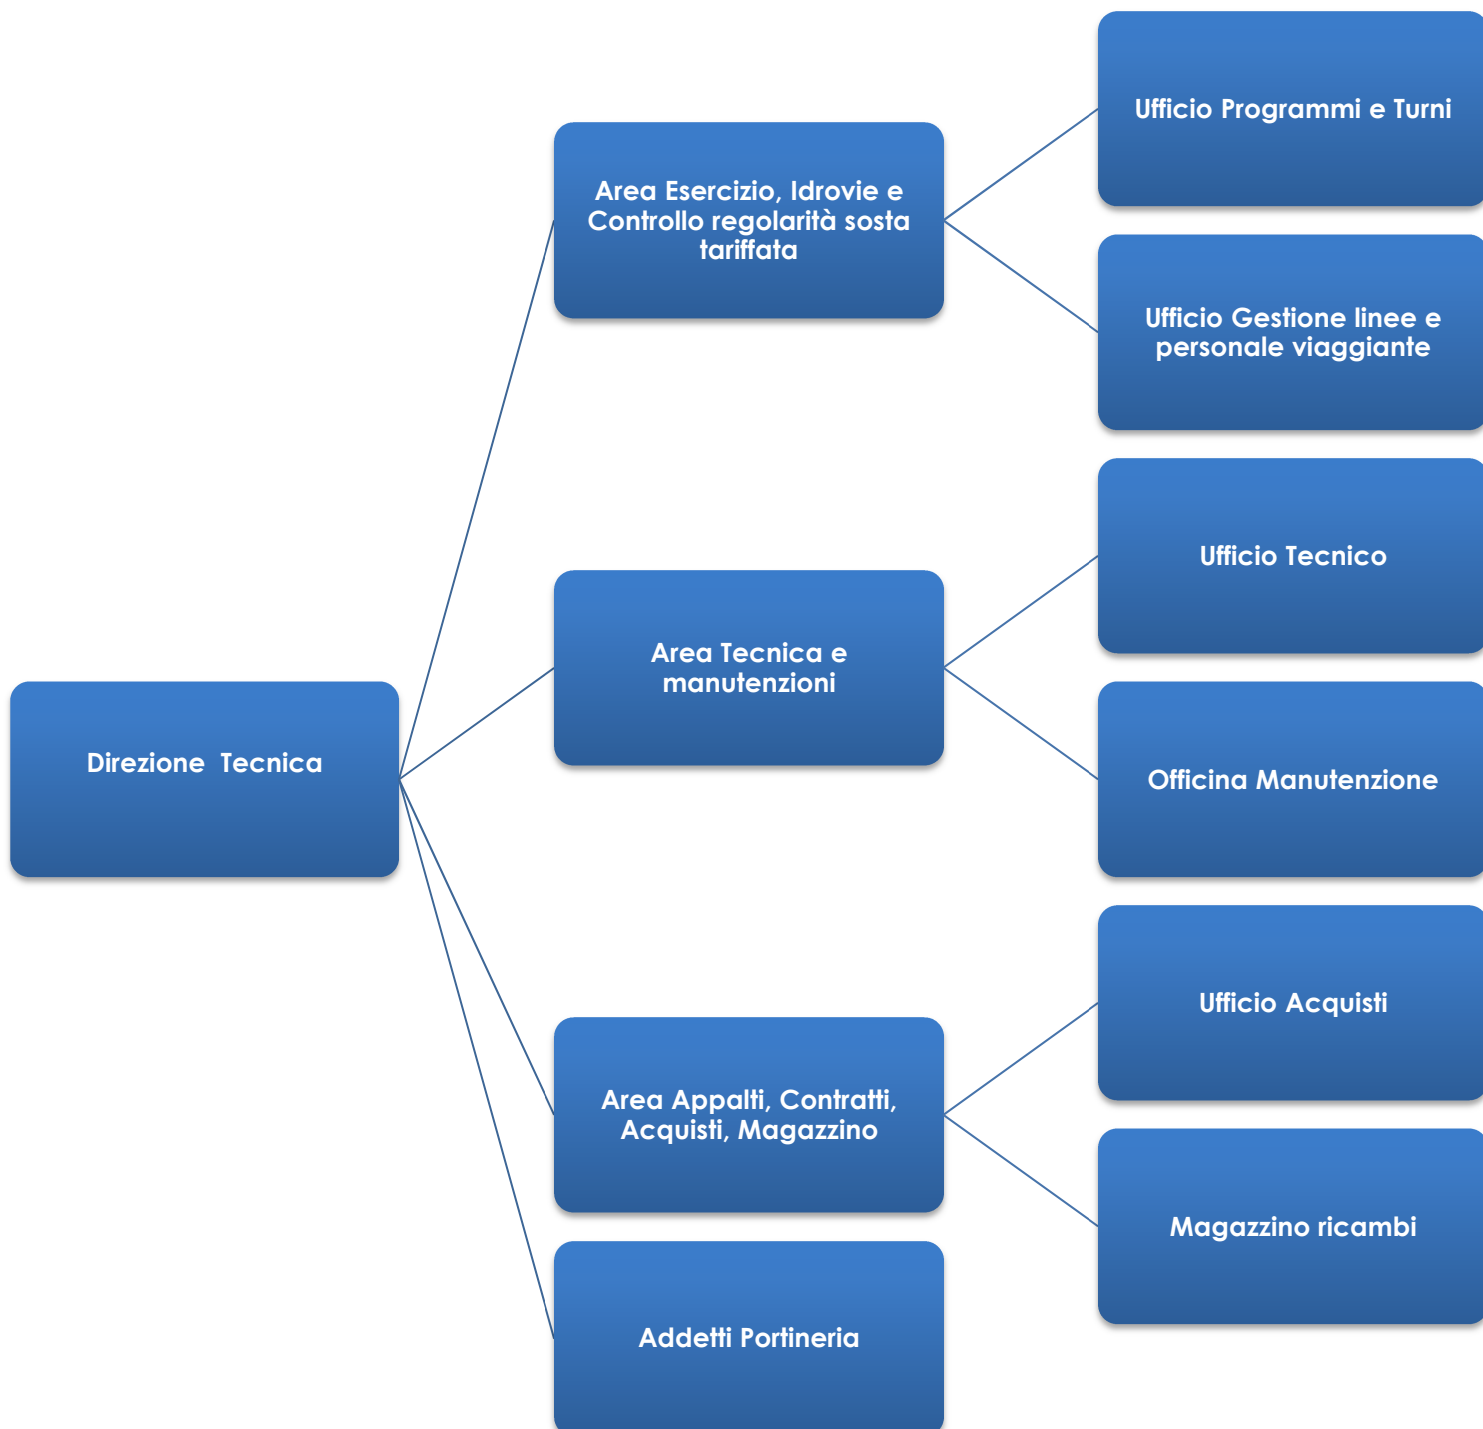 Direzione  Tecnica
Area Esercizio, Idrovie e
Controllo regolarità sosta
tariffata
Ufficio Programmi e Turni
Ufficio Gestione linee e
personale viaggiante
Area Tecnica e
manutenzioni
Ufficio Tecnico
Officina Manutenzione
Area Appalti, Contratti,
Acquisti, Magazzino
Ufficio Acquisti
Magazzino ricambi
Addetti Portineria